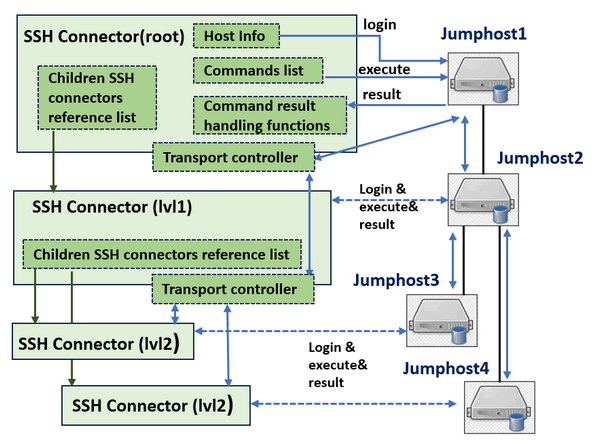 SSH Connector(root)
Host Info
login
Jumphost1
Children SSH
connectors
reference list
Commands list
execute
Command result
handling functions
result
Transport controller
Jumphost2
SSH Connector (lvl1)
Login &
execute&
result
Children SSH connectors reference list
Transport controller
Jumphost3
SSH Connector (lvl2)
Login &
execute&
result
Jumphost4
SSH Connector (lvl2)